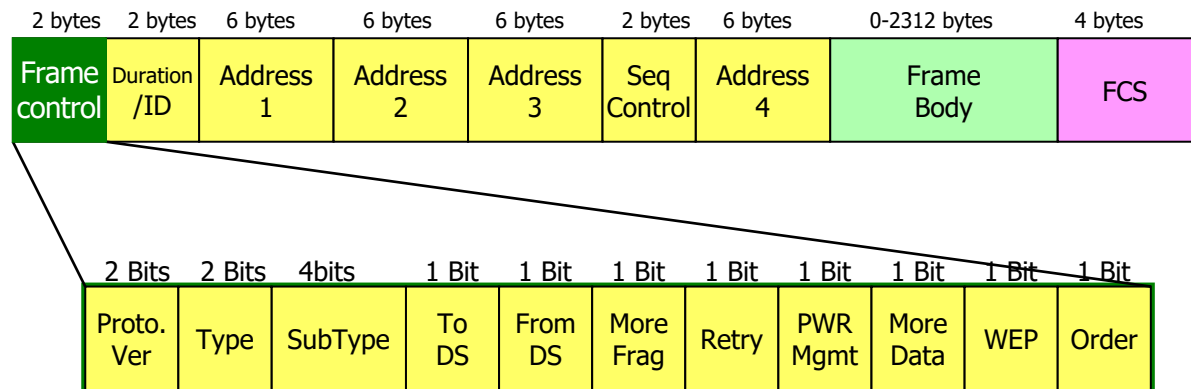 2 bytes 2 bytes 6 bytes 6 bytes 6 bytes 2 bytes 6 bytes 0-2312 bytes 4 bytes
Frame control
Duration /ID
Address 1
Address 2
Address 3
Seq Control
Address 4
Frame Body
FCS
2 Bits 2 Bits 4bits 1 Bit 1 Bit 1 Bit 1 Bit 1 Bit 1 Bit 1 Bit 1 Bit
Proto. Ver
Type
SubType
To DS
From DS
More Frag
Retry
PWR Mgmt
More Data
WEP
Order